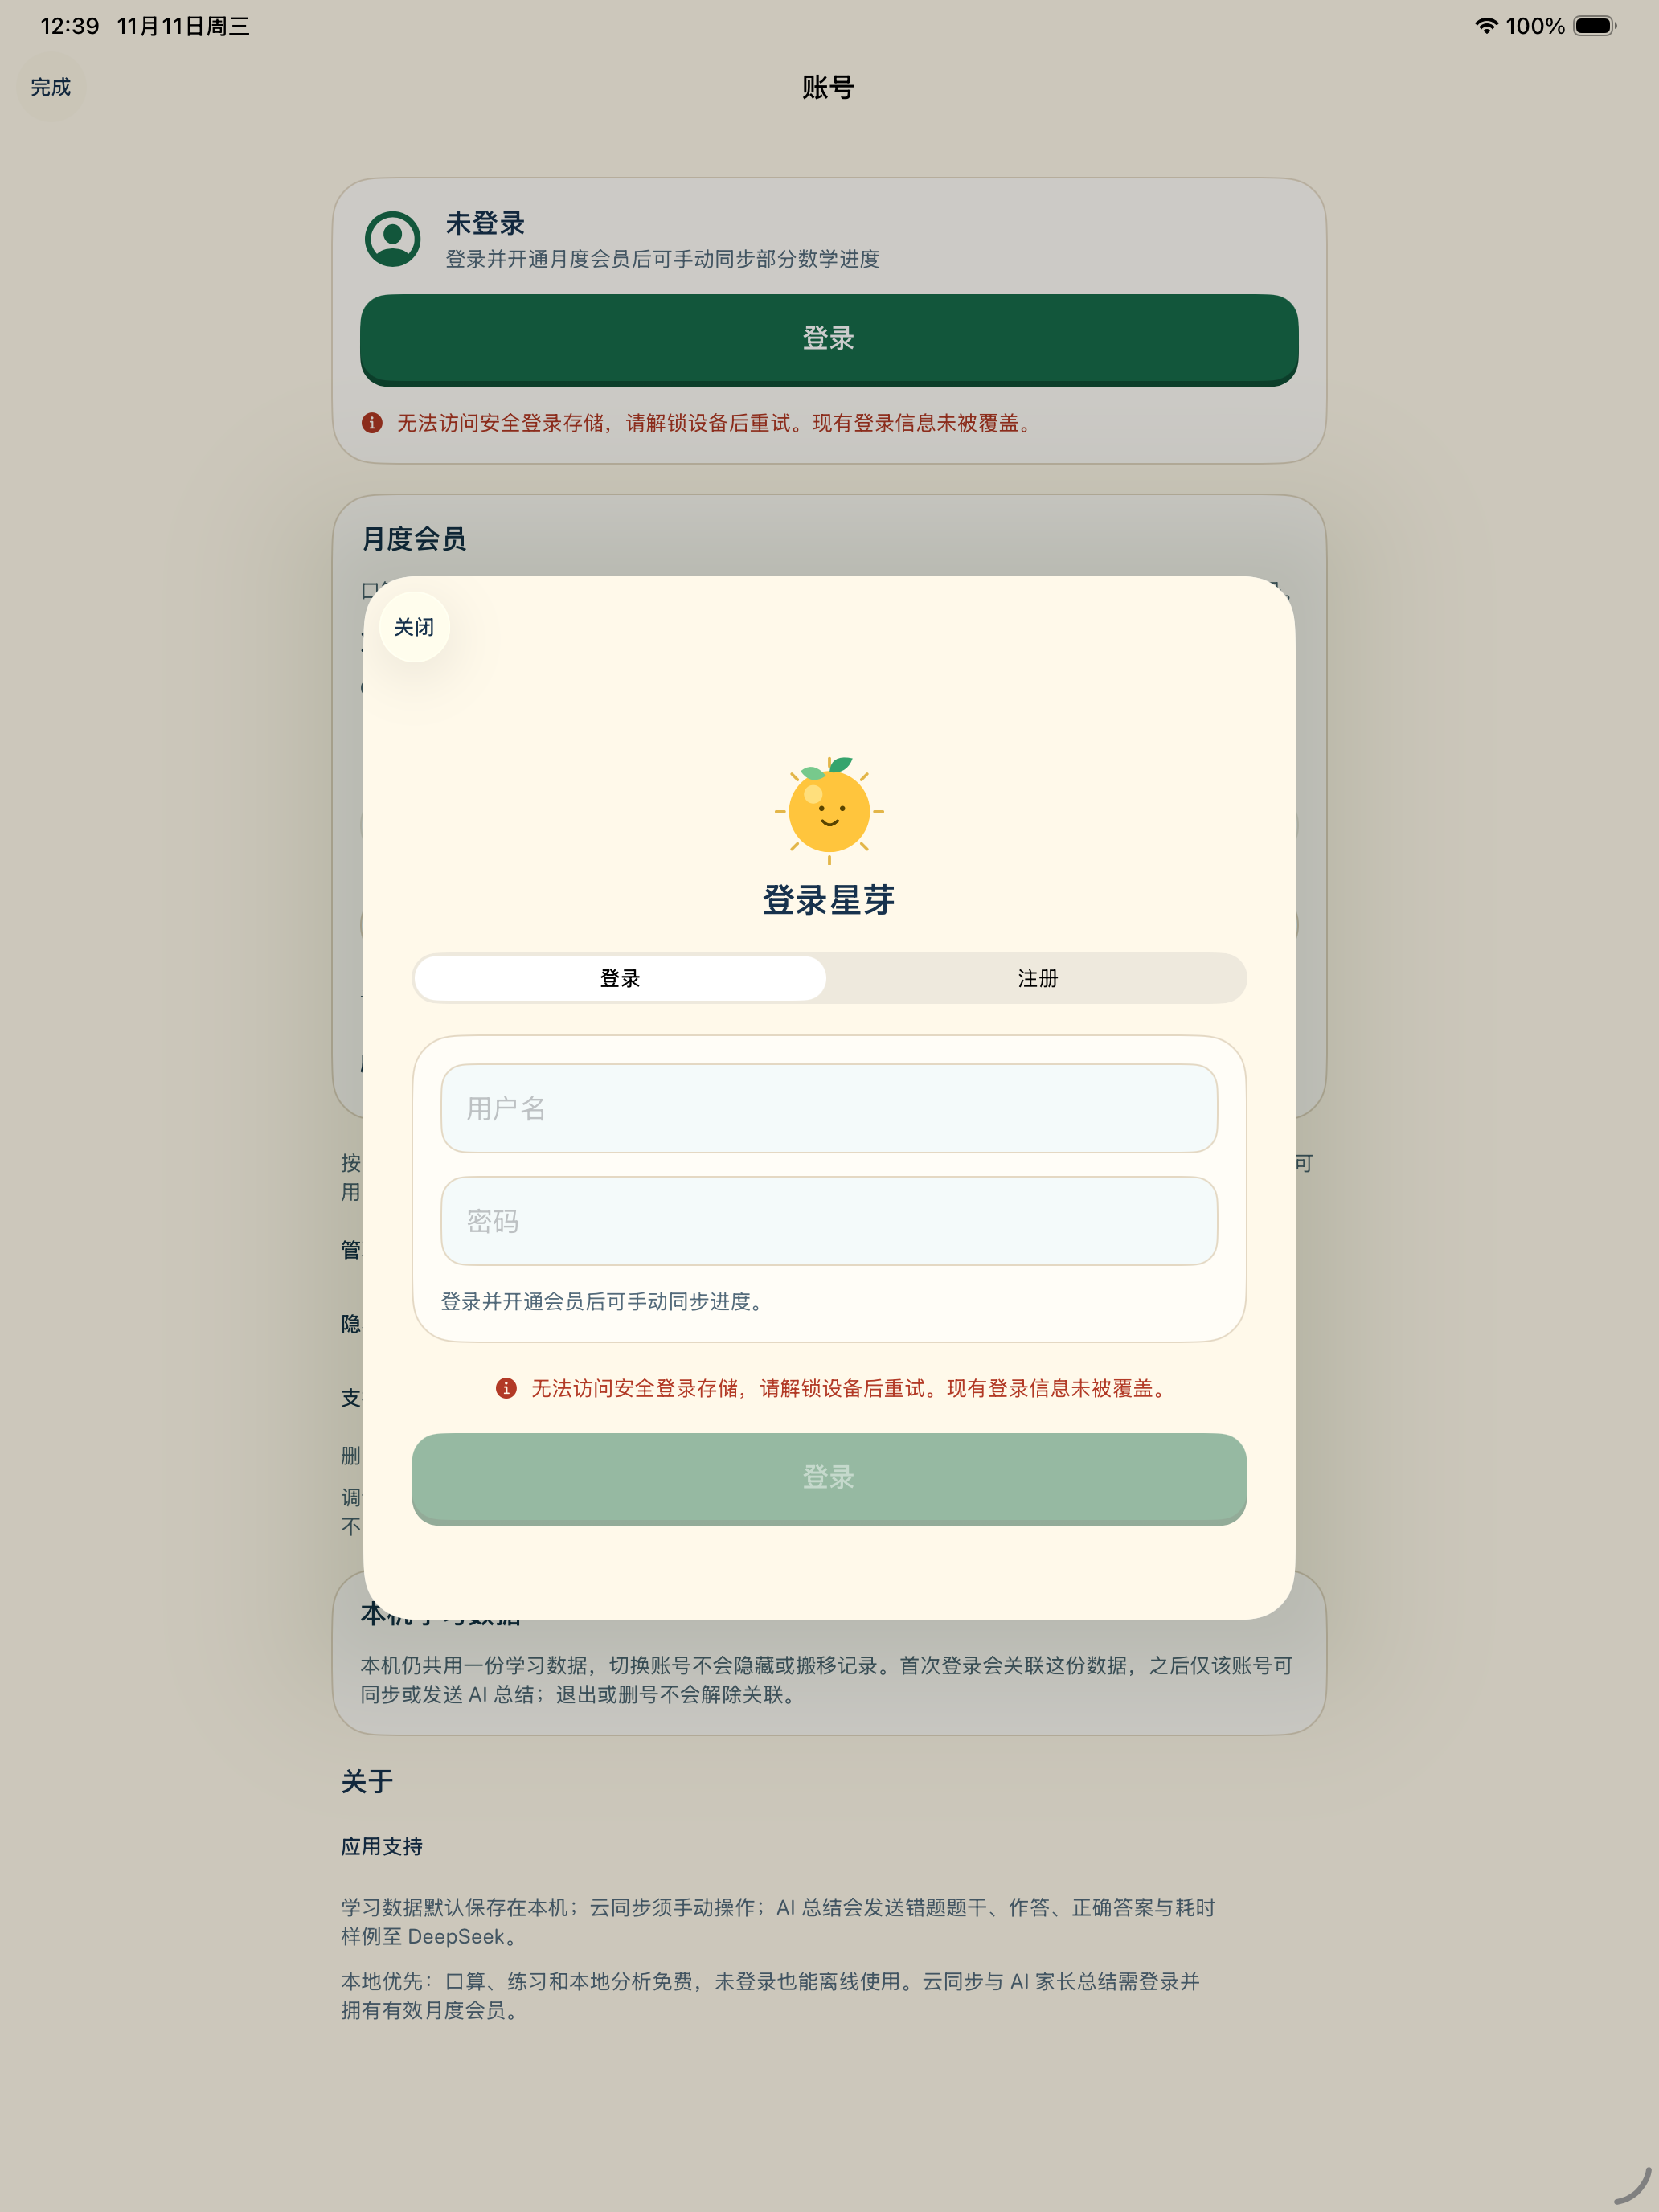 12:39 11月11日周三
100%
完成
账号
未登录
登录并开通月度会员后可手动同步部分数学进度
登录
无法访问安全登录存储，请解锁设备后重试。现有登录信息未被覆盖。
月度会员
关闭
登录星芽
登录
注册
用户名
密码
登录并开通会员后可手动同步进度。
无法访问安全登录存储，请解锁设备后重试。现有登录信息未被覆盖。
登录
按
可
用
管
隐
支
删
调
不
本机学习数据
本机仍共用一份学习数据，切换账号不会隐藏或搬移记录。首次登录会关联这份数据，之后仅该账号可
同步或发送 AI 总结；退出或删号不会解除关联。
关于
应用支持
学习数据默认保存在本机；云同步须手动操作；AI 总结会发送错题题干、作答、正确答案与耗时
样例至 DeepSeek。
本地优先：口算、练习和本地分析免费，未登录也能离线使用。云同步与 AI 家长总结需登录并
拥有有效月度会员。